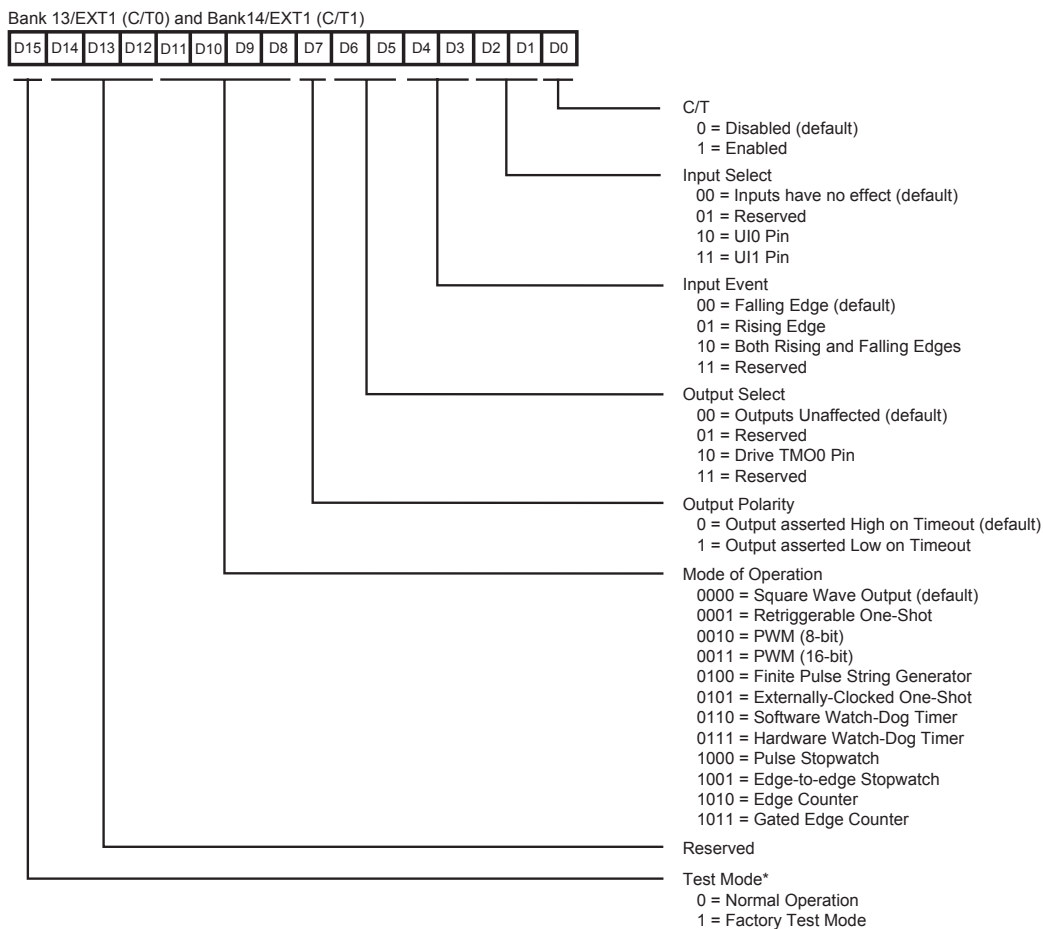 Bank 13/EXT1 (C/T0) and Bank14/EXT1 (C/T1)
D15 D14 D13 D12 D11 D10 D9 D8 D7 D6 D5 D4 D3 D2 D1 D0
C/T
0 = Disabled (default)
1 = Enabled
Input Select
00 = Inputs have no effect (default)
01 = Reserved
10 = UI0 Pin
11 = UI1 Pin
Input Event
00 = Falling Edge (default)
01 = Rising Edge
10 = Both Rising and Falling Edges
11 = Reserved
Output Select
00 = Outputs Unaffected (default)
01 = Reserved
10 = Drive TMO0 Pin
11 = Reserved
Output Polarity
0 = Output asserted High on Timeout (default)
1 = Output asserted Low on Timeout
Mode of Operation
0000 = Square Wave Output (default)
0001 = Retriggerable One-Shot
0010 = PWM (8-bit)
0011 = PWM (16-bit)
0100 = Finite Pulse String Generator
0101 = Externally-Clocked One-Shot
0110 = Software Watch-Dog Timer
0111 = Hardware Watch-Dog Timer
1000 = Pulse Stopwatch
1001 = Edge-to-edge Stopwatch
1010 = Edge Counter
1011 = Gated Edge Counter
Reserved
Test Mode*
0 = Normal Operation
1 = Factory Test Mode